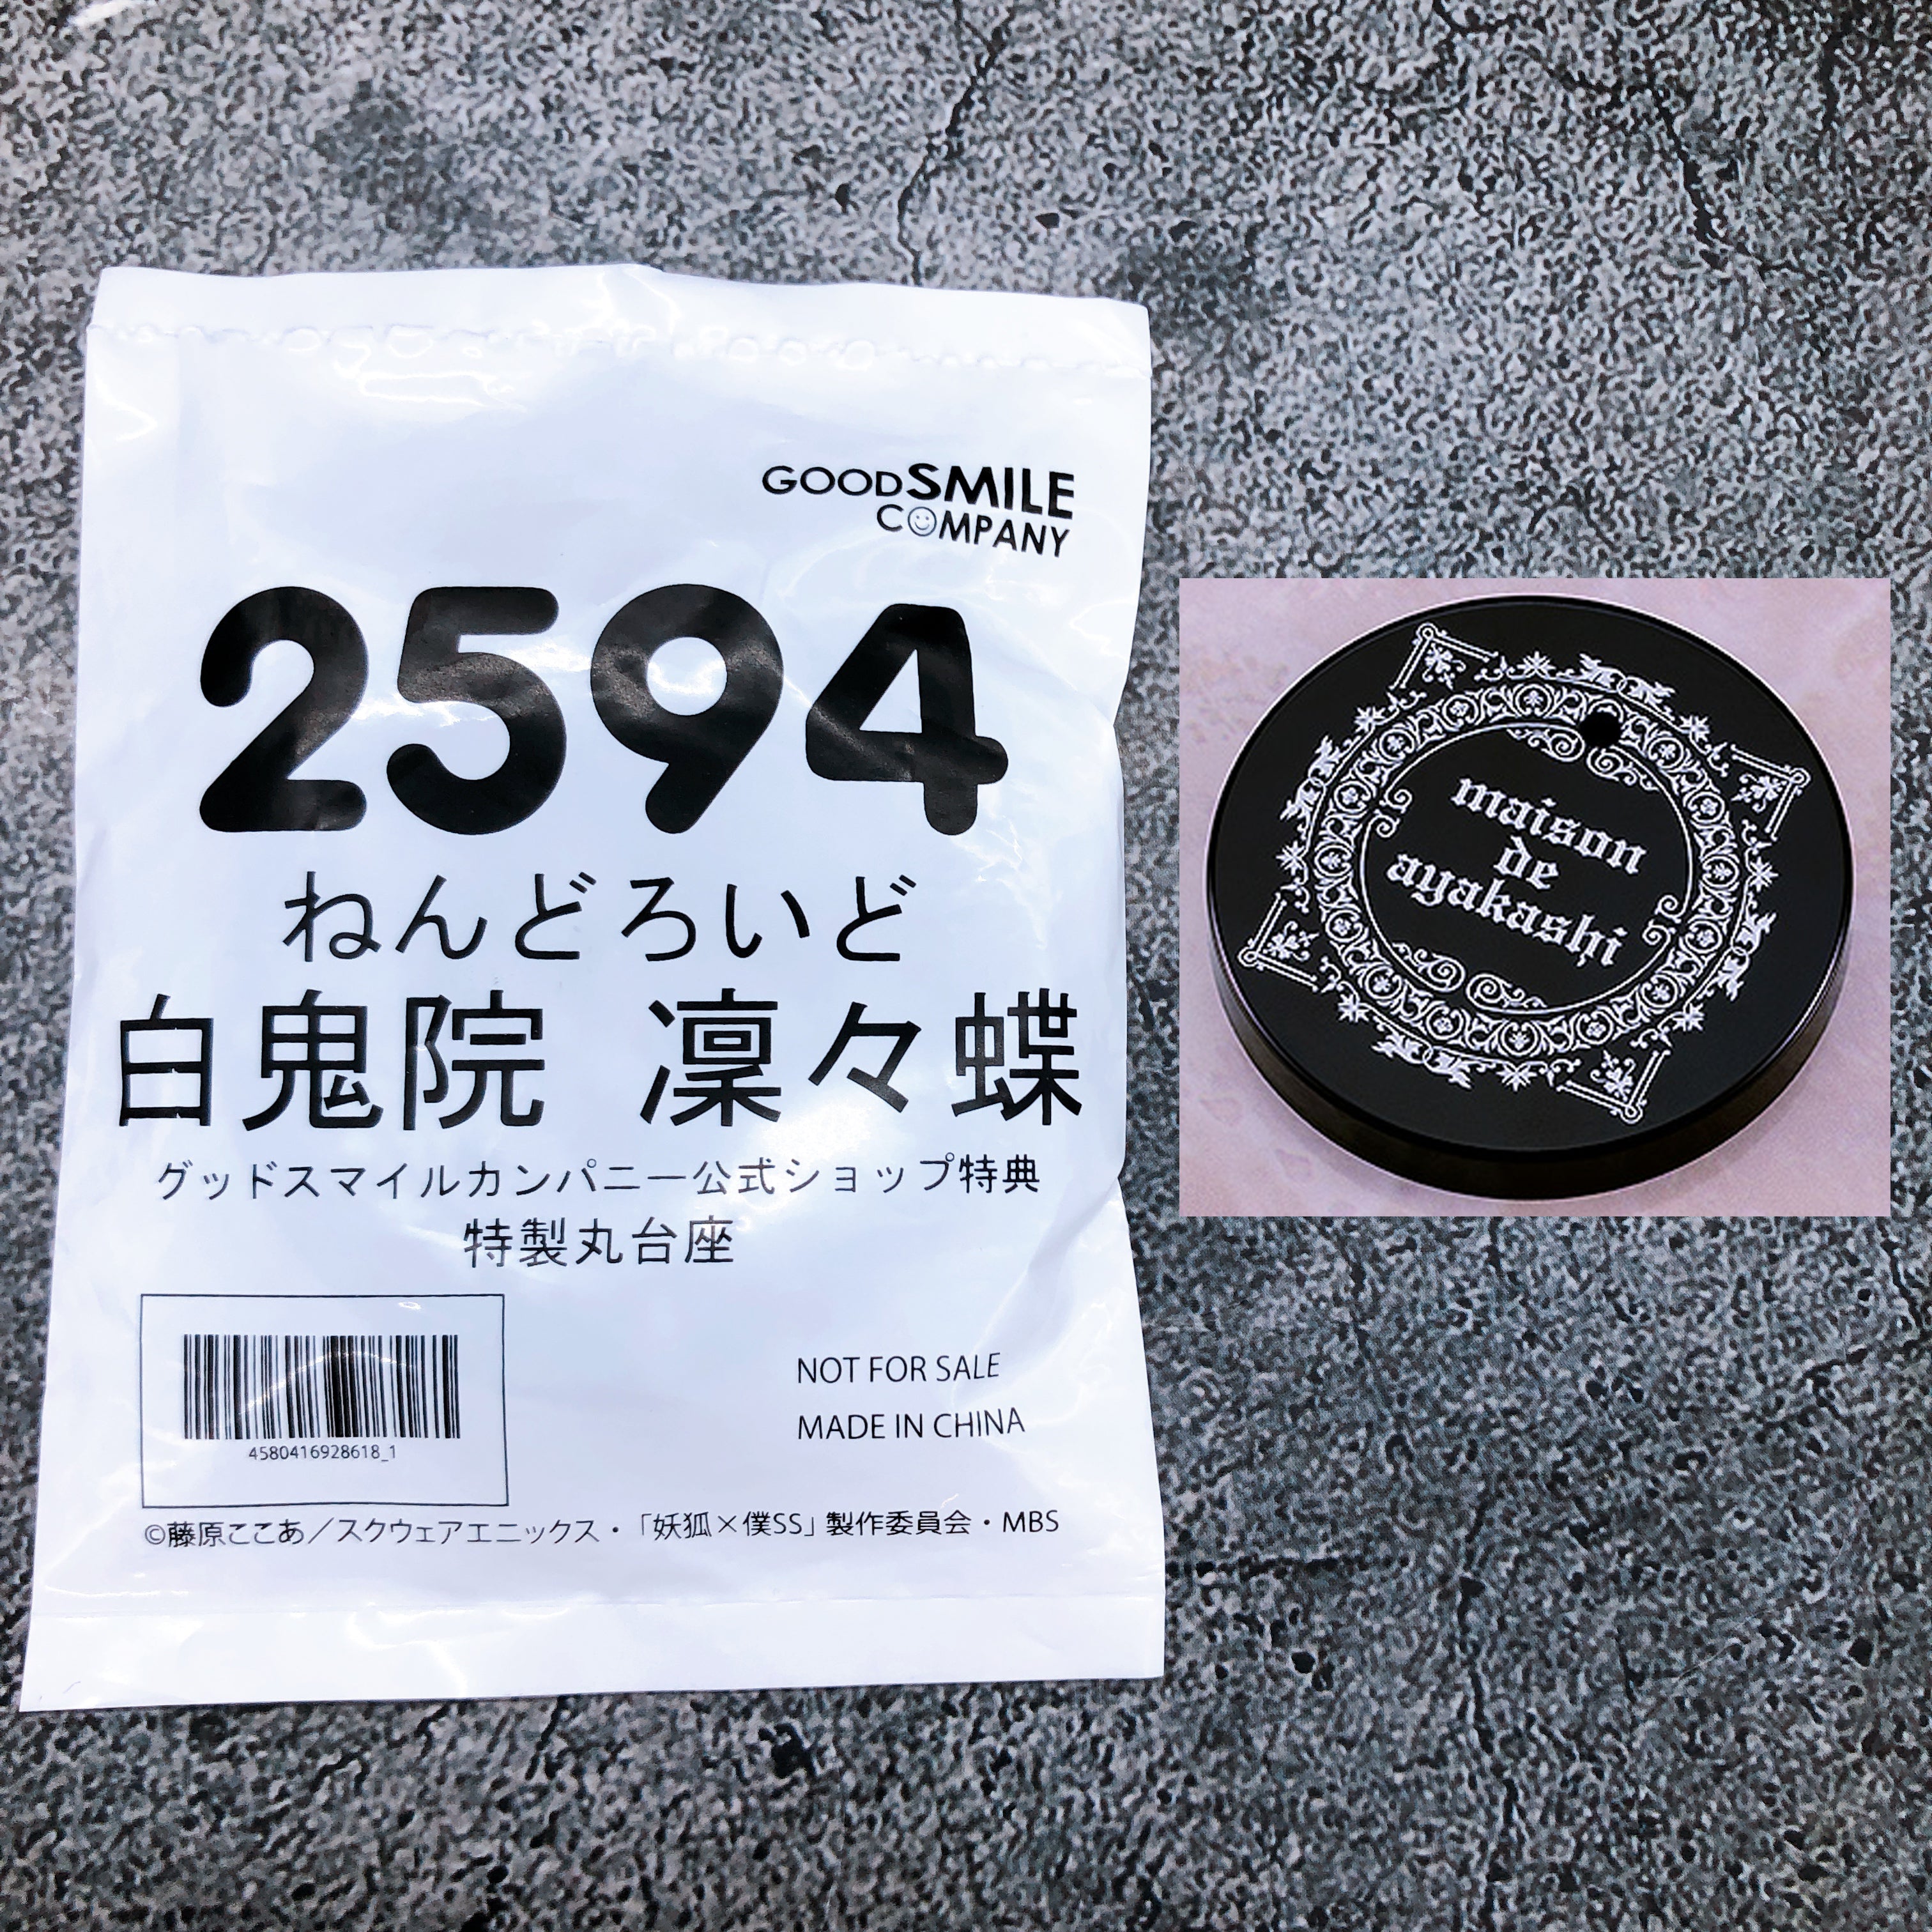 GOODSMILE
COMPANY
2594
ねんどろいど
白鬼院 凛々蝶
グッドスマイルカンパニー公式ショップ特典
特製丸台座
4580416928618_1
NOT FOR SALE
MADE IN CHINA
©藤原ここあ／スクウェアエニックス・「妖狐×僕SS」製作委員会・MBS
maison
de
ayakashi